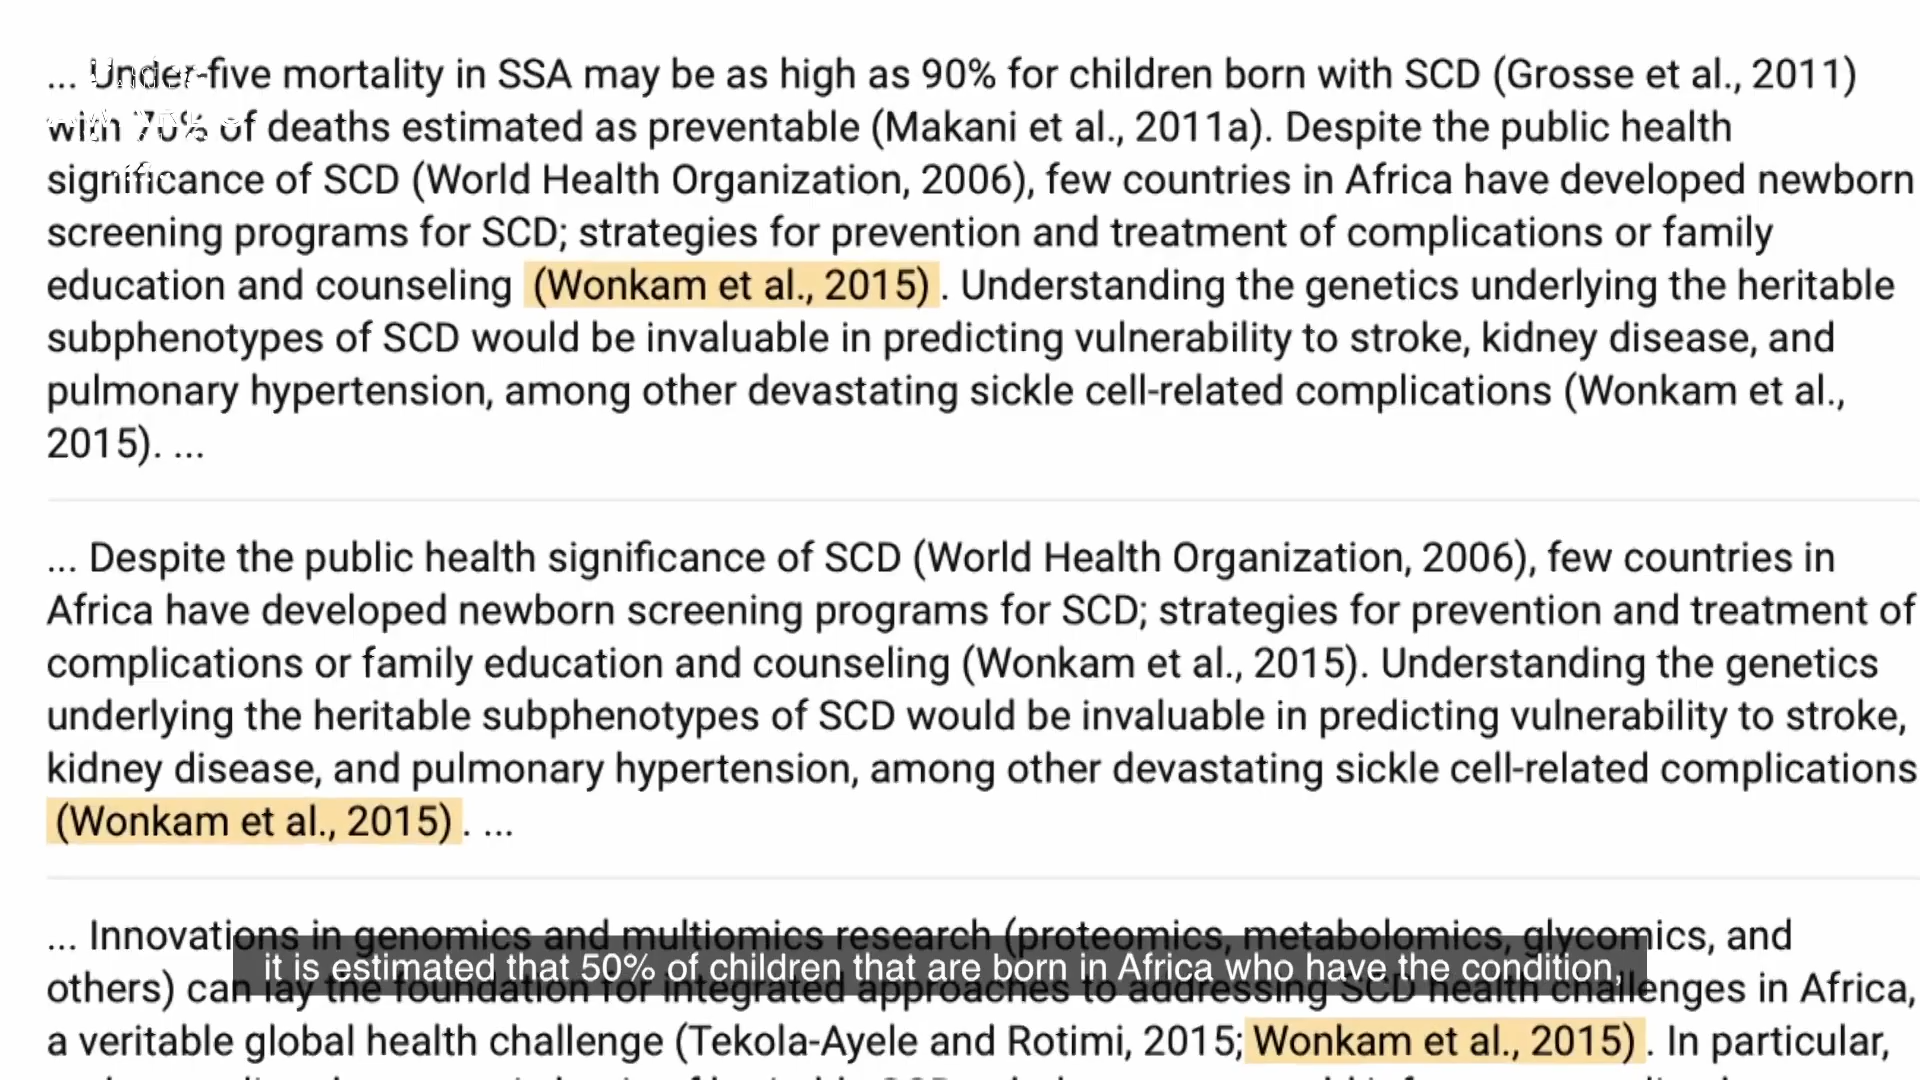 ... Under-five mortality in SSA may be as high as 90% for children born with SCD (Grosse et al., 2011)
with 70% of deaths estimated as preventable (Makani et al., 2011a). Despite the public health
significance of SCD (World Health Organization, 2006), few countries in Africa have developed newborn
screening programs for SCD; strategies for prevention and treatment of complications or family
education and counseling (Wonkam et al., 2015) . Understanding the genetics underlying the heritable
subphenotypes of SCD would be invaluable in predicting vulnerability to stroke, kidney disease, and
pulmonary hypertension, among other devastating sickle cell-related complications (Wonkam et al.,
2015). ...
... Despite the public health significance of SCD (World Health Organization, 2006), few countries in
Africa have developed newborn screening programs for SCD; strategies for prevention and treatment of
complications or family education and counseling (Wonkam et al., 2015). Understanding the genetics
underlying the heritable subphenotypes of SCD would be invaluable in predicting vulnerability to stroke,
kidney disease, and pulmonary hypertension, among other devastating sickle cell-related complications
(Wonkam et al., 2015) . ...
... Innovations in genomics and multiomics research (proteomics, metabolomics, glycomics, and
it is estimated that 50% of children that are born in Africa who have the condition,
others) can lay the foundation for integrated approaches to addressing SCD health challenges in Africa,
a veritable global health challenge (Tekola-Ayele and Rotimi, 2015; Wonkam et al., 2015) . In particular,